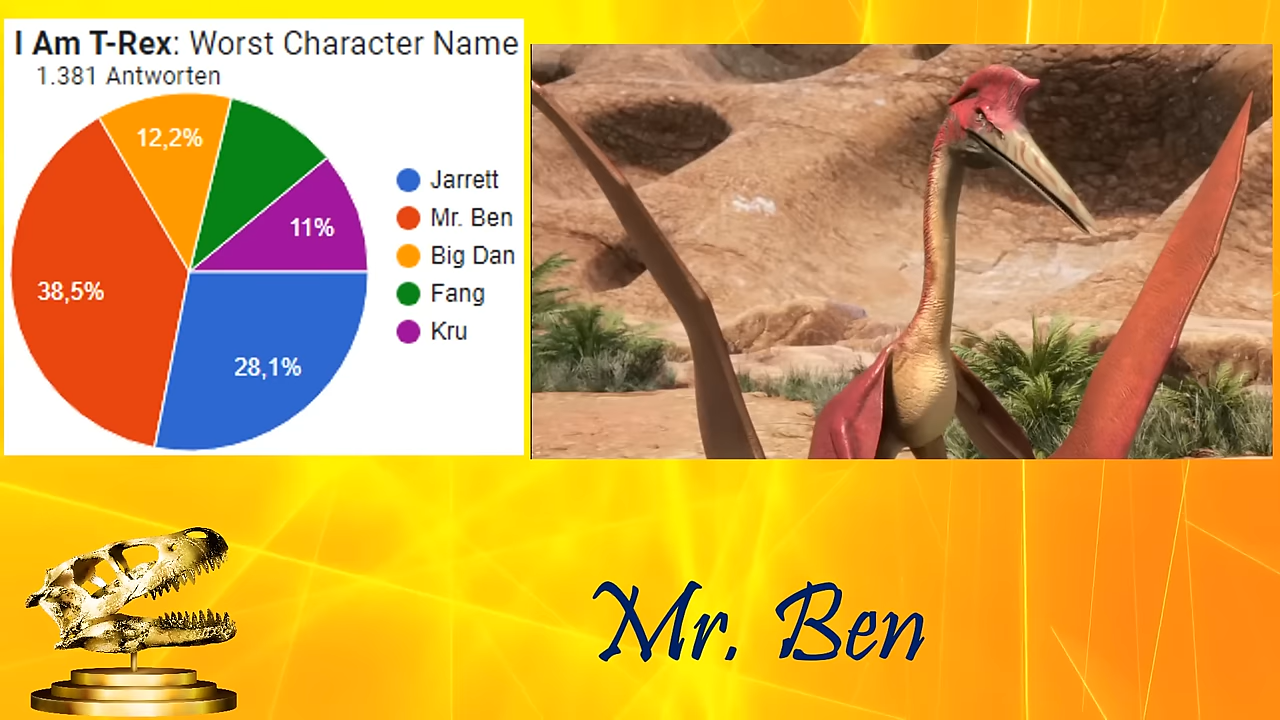 I Am T-Rex: Worst Character Name
1.381 Antworten
12,2%
11%
38,5%
28,1%
Jarrett
Mr. Ben
Big Dan
Fang
Kru
Mr. Ben